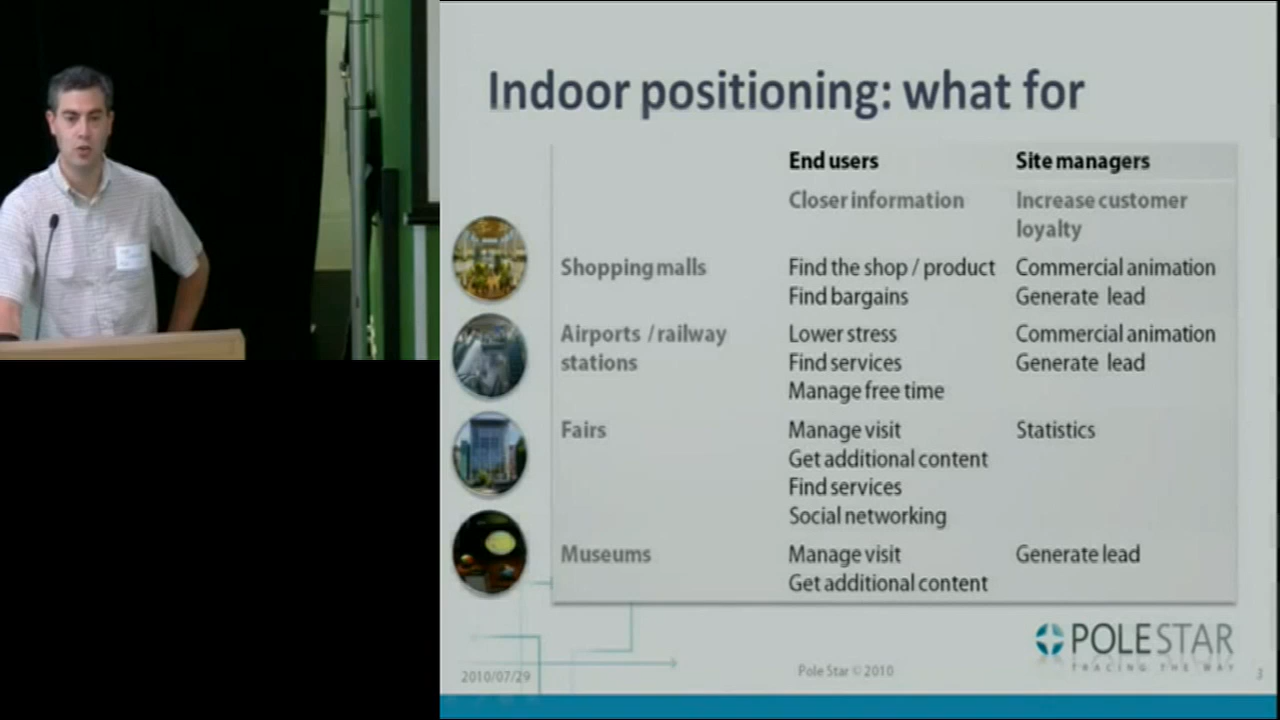 Indoor positioning: what for
End users
Site managers
Closer information
Increase customer
loyalty
Shopping malls
Find the shop / product
Commercial animation
Find bargains
Generate lead
Airports / railway
stations
Lower stress
Commercial animation
Find services
Generate lead
Manage free time
Fairs
Manage visit
Statistics
Get additional content
Find services
Social networking
Museums
Manage visit
Generate lead
Get additional content
POLE STAR
TRACING THE WAY
2010/07/29
Pole Star © 2010
3